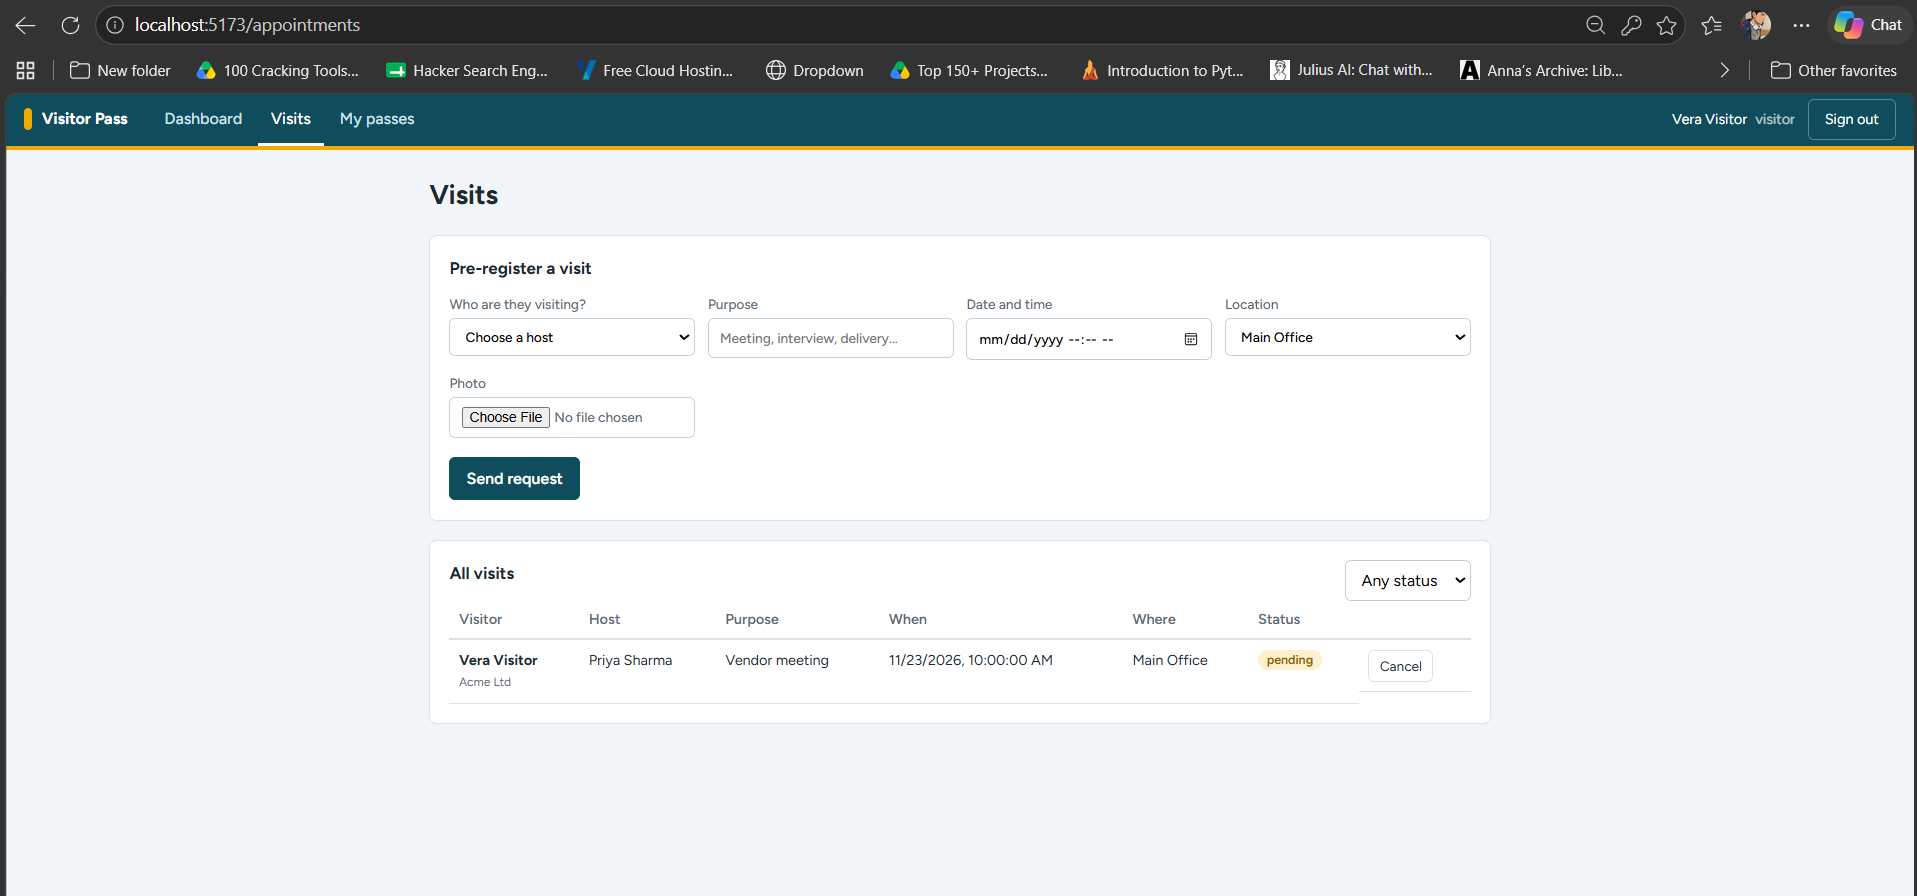 localhost:5173/appointments
Chat
New folder
100 Cracking Tools...
Hacker Search Eng...
Free Cloud Hostin...
Dropdown
Top 150+ Projects...
Introduction to Pyt...
Julius AI: Chat with...
Anna's Archive: Lib...
Other favorites
Visitor Pass
Dashboard
Visits
My passes
Vera Visitor visitor
Sign out
Visits
Pre-register a visit
Who are they visiting?
Purpose
Date and time
Location
Choose a host
Meeting, interview, delivery...
mm/dd/yyyy --:-- --
Main Office
Photo
Choose File No file chosen
Send request
All visits
Any status
Visitor Host Purpose When Where Status
Vera Visitor Priya Sharma Vendor meeting 11/23/2026, 10:00:00 AM Main Office pending Cancel
Acme Ltd